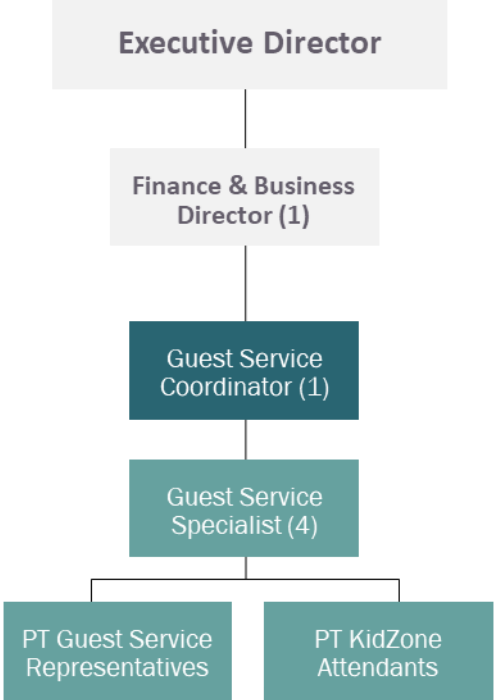 Executive Director
Finance & Business
Director (1)
Guest Service
Coordinator (1)
Guest Service
Specialist (4)
PT Guest Service
Representatives
PT KidZone
Attendants